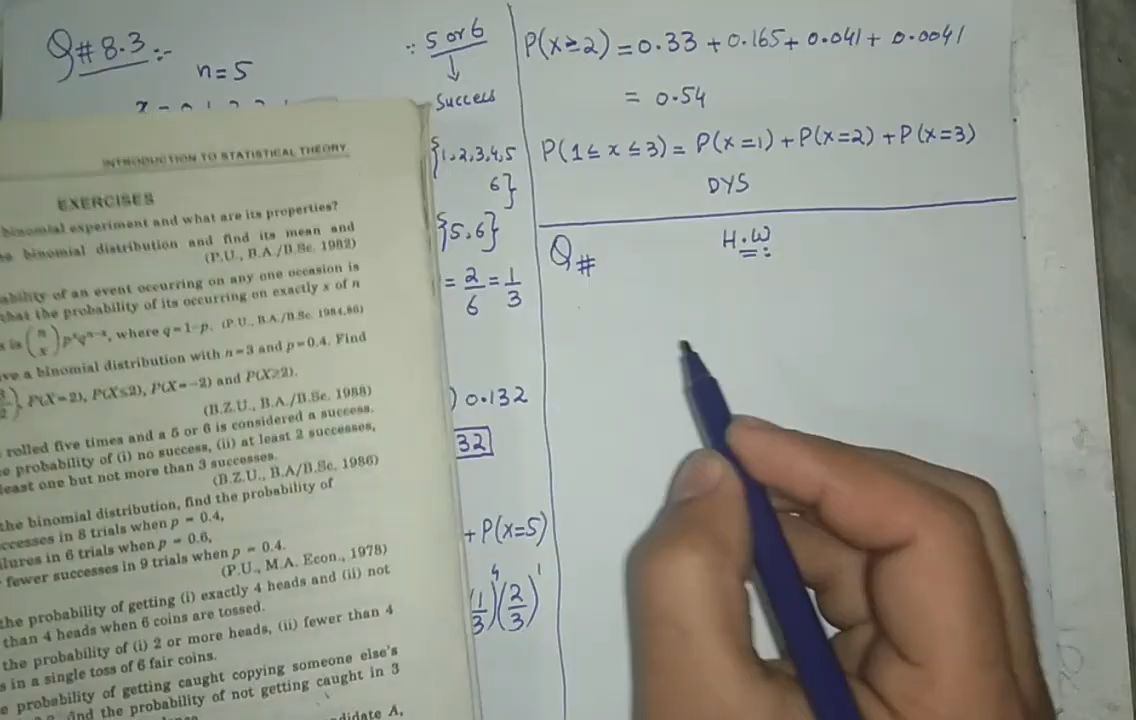 Q# 8.3 :-
n=5
∵ 5 or 6
↓
Success
{1,2,3,4,5
6}
{5,6}
= 2/6 = 1/3
) 0.132
32
+ P(x=5)
(1/3)^4 (2/3)^1
P(x≥2) = 0.33 + 0.165 + 0.041 + 0.0041
= 0.54
P(1≤ x ≤3) = P(x=1) + P(x=2) + P(x=3)
DYS
H.W :
Q#
INTRODUCTION TO STATISTICAL THEORY
EXERCISES
binomial experiment and what are its properties?
binomial distribution and find its mean and
(P.U., B.A./B.Sc. 1982)
ability of an event occurring on any one occasion is
that the probability of its occurring on exactly x of n
s is (n x) p^x q^(n-x), where q=1-p. (P.U., B.A./B.Sc. 1984,86)
ve a binomial distribution with n=3 and p=0.4. Find
P(X=2), P(X≤2), P(X=-2) and P(X≥2).
(B.Z.U., B.A./B.Sc. 1988)
rolled five times and a 5 or 6 is considered a success.
e probability of (i) no success, (ii) at least 2 successes,
least one but not more than 3 successes.
(B.Z.U., B.A/B.Sc. 1986)
the binomial distribution, find the probability of
ccesses in 8 trials when p = 0.4,
ilures in 6 trials when p = 0.6,
fewer successes in 9 trials when p = 0.4.
(P.U., M.A. Econ., 1978)
the probability of getting (i) exactly 4 heads and (ii) not
than 4 heads when 6 coins are tossed.
the probability of (i) 2 or more heads, (ii) fewer than 4
s in a single toss of 6 fair coins.
e probability of getting caught copying someone else's
find the probability of not getting caught in 3
didate A,